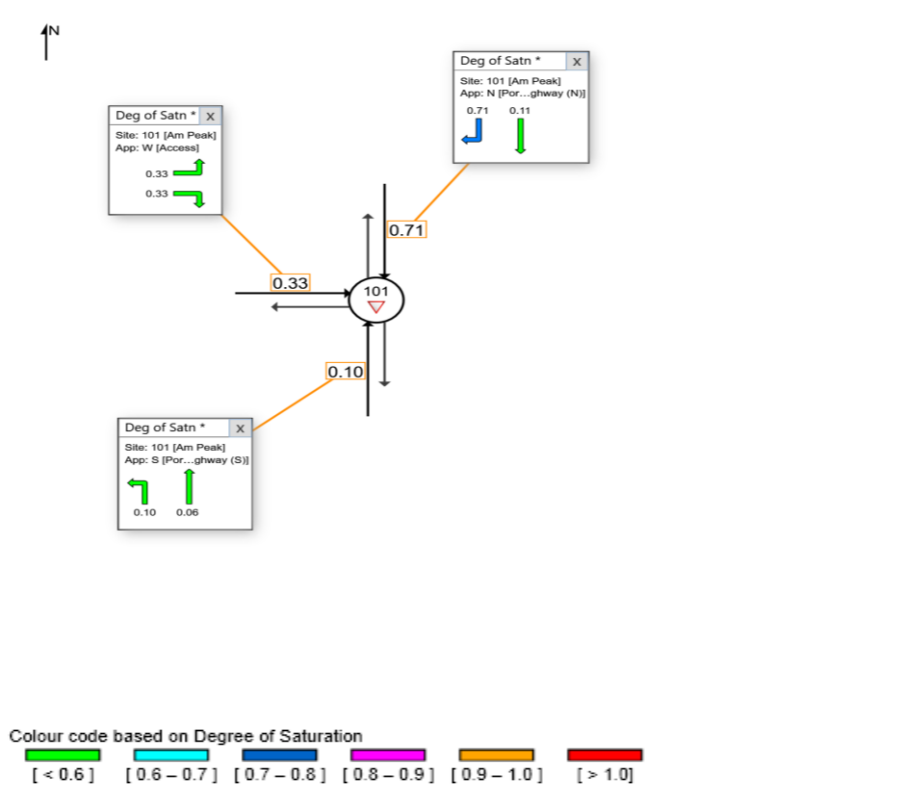 N
Deg of Satn * x
Site: 101 [Am Peak]
App: N [Por...ghway (N)]
0.71 0.11
Deg of Satn * x
Site: 101 [Am Peak]
App: W [Access]
0.33
0.33
0.71
0.33
101
0.10
Deg of Satn * x
Site: 101 [Am Peak]
App: S [Por...ghway (S)]
0.10 0.06
Colour code based on Degree of Saturation
[ < 0.6 ] [ 0.6 – 0.7 ] [ 0.7 – 0.8 ] [ 0.8 – 0.9 ] [ 0.9 – 1.0 ] [ > 1.0]